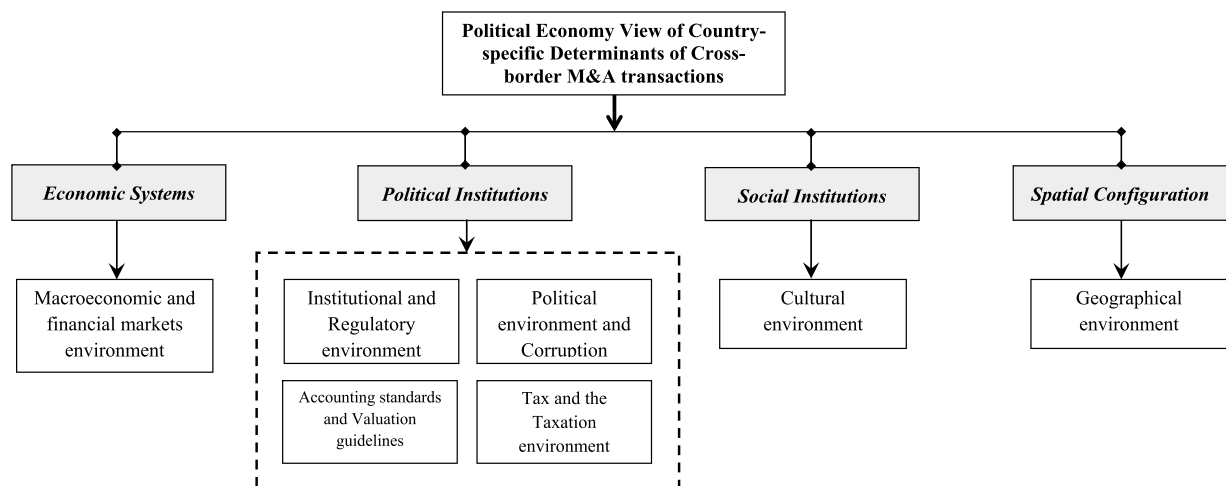 Political Economy View of Country-
specific Determinants of Cross-
border M&A transactions
Economic Systems
Political Institutions
Social Institutions
Spatial Configuration
Macroeconomic and
financial markets
environment
Institutional and
Regulatory
environment
Political
environment and
Corruption
Cultural
environment
Geographical
environment
Accounting standards
and Valuation
guidelines
Tax and the
Taxation
environment